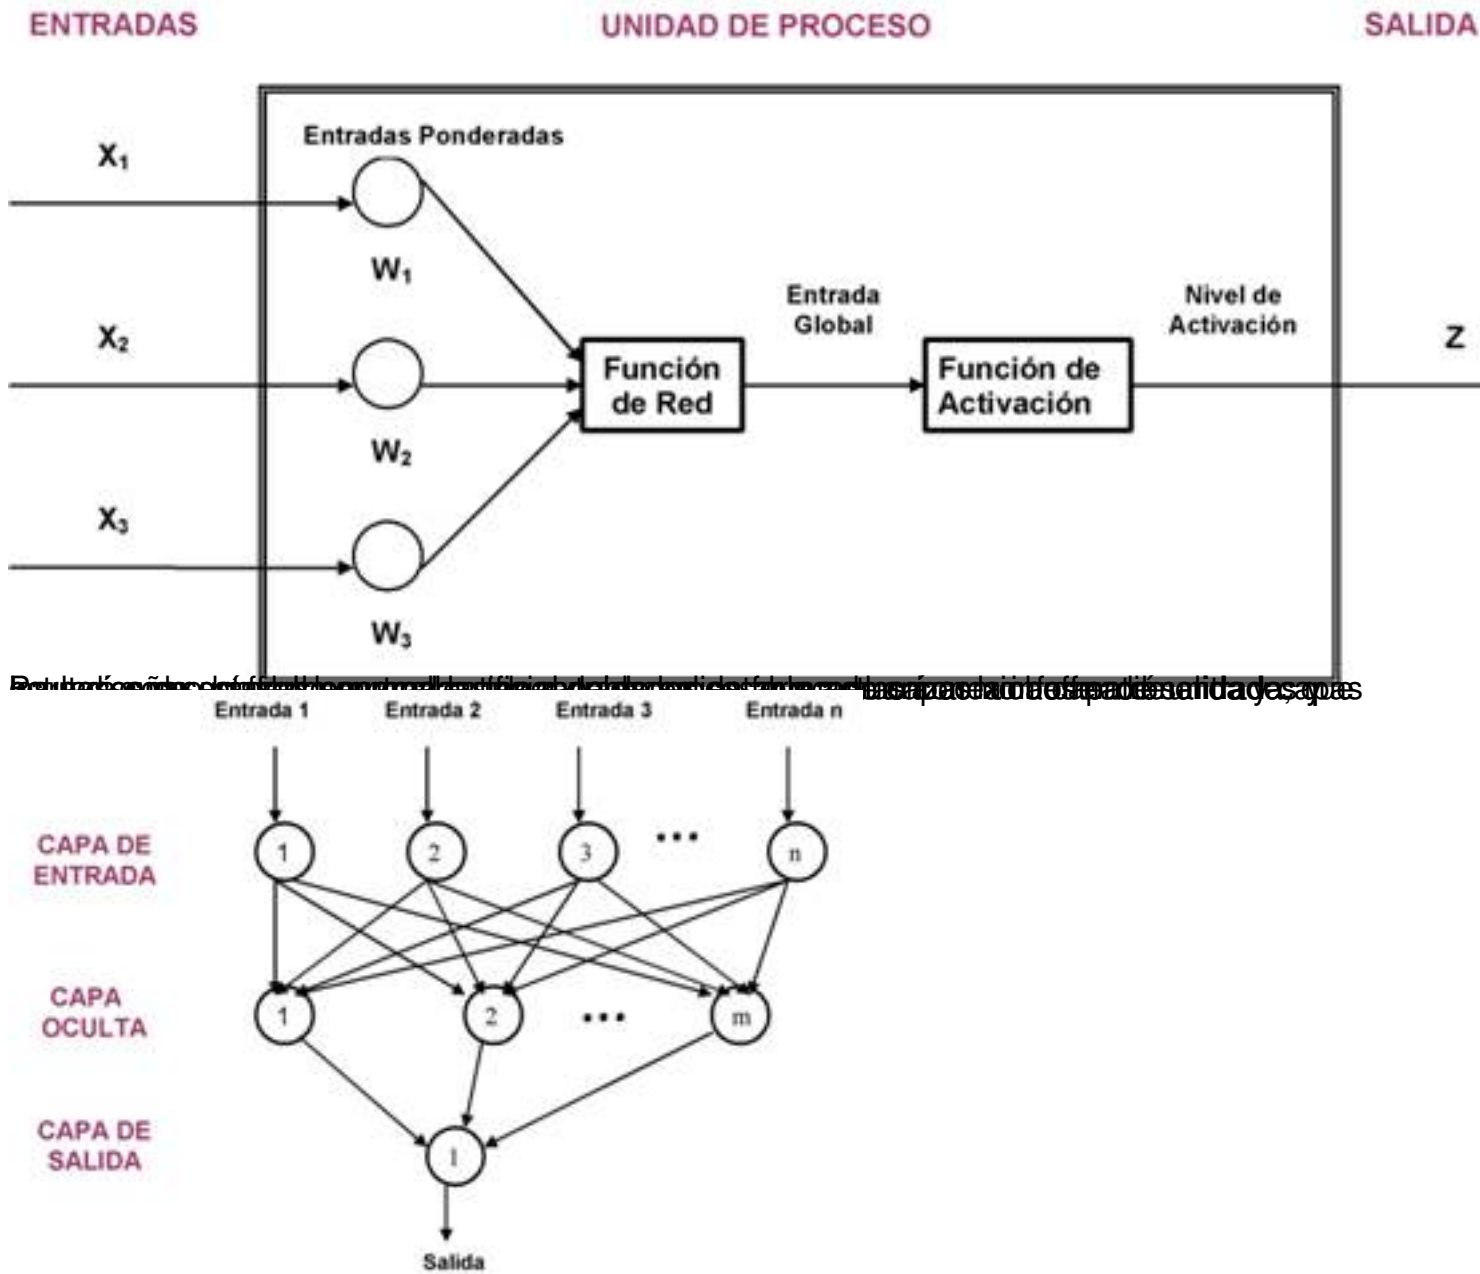 ENTRADAS UNIDAD DE PROCESO SALIDA
Entradas Ponderadas
X₁
W₁
Entrada Global
Nivel de Activación
X₂
Z
Función de Red
Función de Activación
W₂
X₃
W₃
Entrada 1 Entrada 2 Entrada 3 Entrada n
CAPA DE ENTRADA
1 2 3 ••• n
CAPA OCULTA
1 2 ••• m
CAPA DE SALIDA
1
Salida